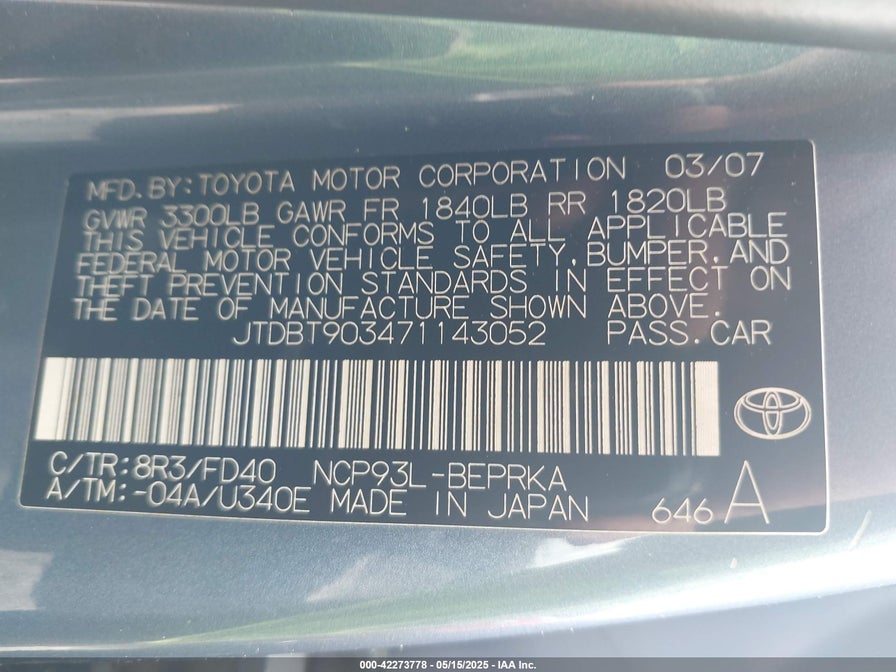 MFD.BY:TOYOTA MOTOR CORPORATION 03/07
GVWR 3300LB GAWR FR 1840LB RR 1820LB
THIS VEHICLE CONFORMS TO ALL APPLICABLE
FEDERAL MOTOR VEHICLE SAFETY,BUMPER,AND
THEFT PREVENTION STANDARDS IN EFFECT ON
THE DATE OF MANUFACTURE SHOWN ABOVE.
JTDBT903471143052 PASS.CAR
C/TR:8R3/FD40 NCP93L-BEPRKA
A/TM:-04A/U340E MADE IN JAPAN 646 A
000-42273778 - 05/15/2025 - IAA Inc.